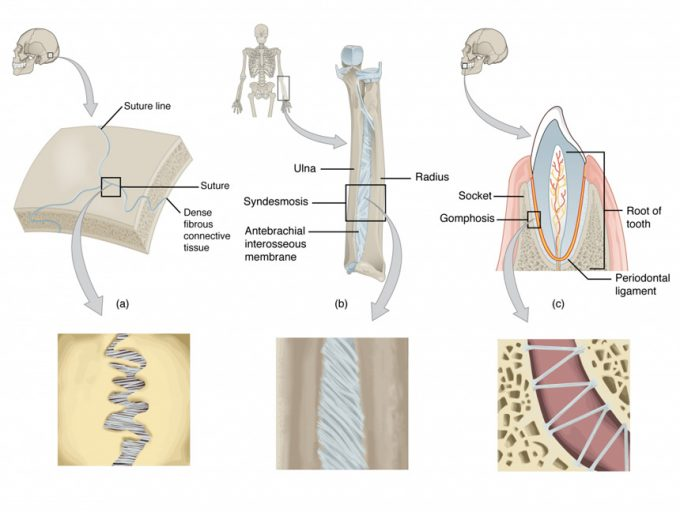 Suture line
Suture
Dense
fibrous
connective
tissue
(a)
Ulna
Radius
Syndesmosis
Antebrachial
interosseous
membrane
(b)
Socket
Gomphosis
Root of
tooth
Periodontal
ligament
(c)